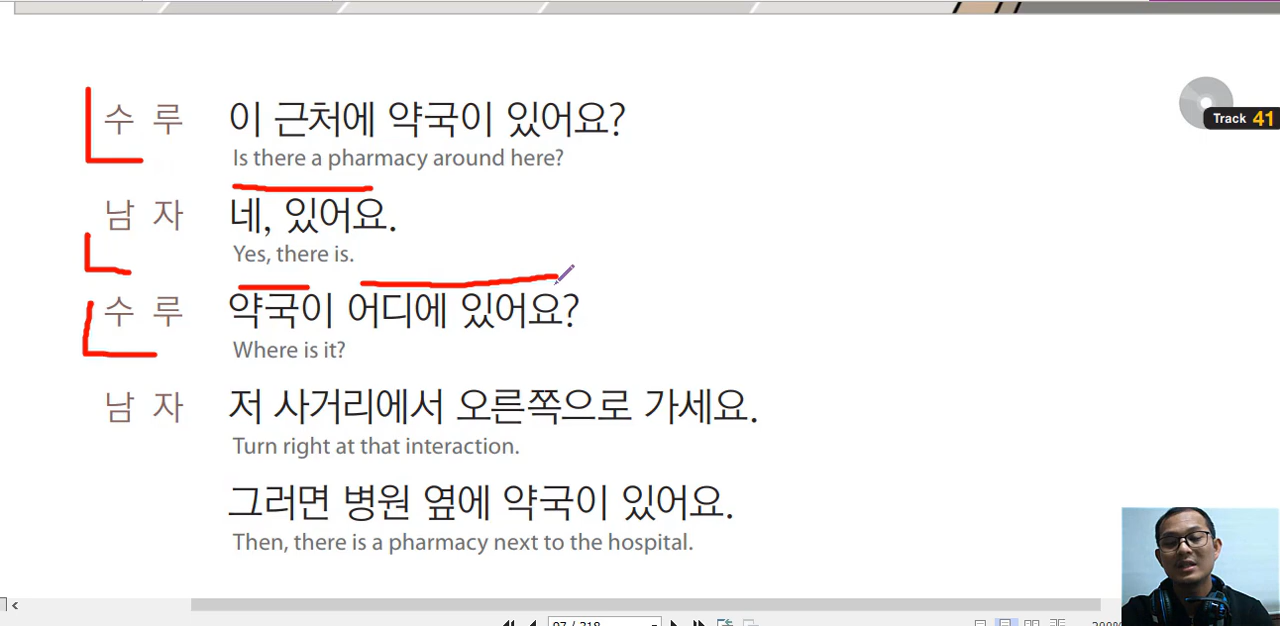 수 루 이 근처에 약국이 있어요?
Is there a pharmacy around here?
Track 41
남 자 네, 있어요.
Yes, there is.
수 루 약국이 어디에 있어요?
Where is it?
남 자 저 사거리에서 오른쪽으로 가세요.
Turn right at that interaction.
그러면 병원 옆에 약국이 있어요.
Then, there is a pharmacy next to the hospital.